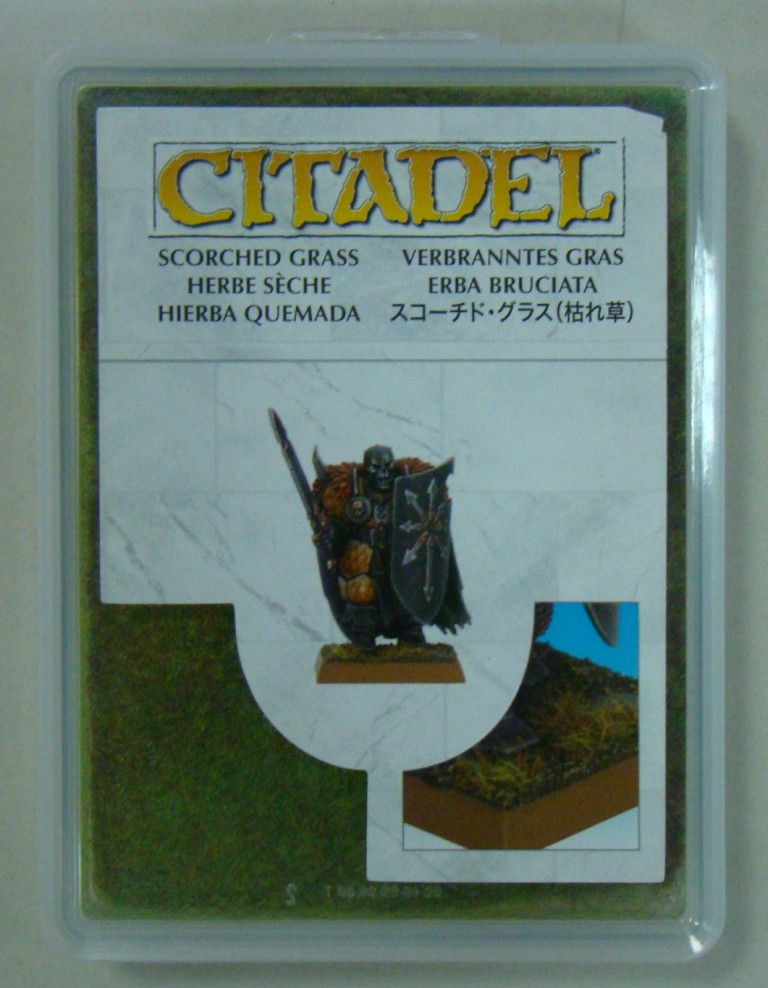 CITADEL
SCORCHED GRASS
HERBE SÈCHE
HIERBA QUEMADA
VERBRANNTES GRAS
ERBA BRUCIATA
スコーチド・グラス(枯れ草)